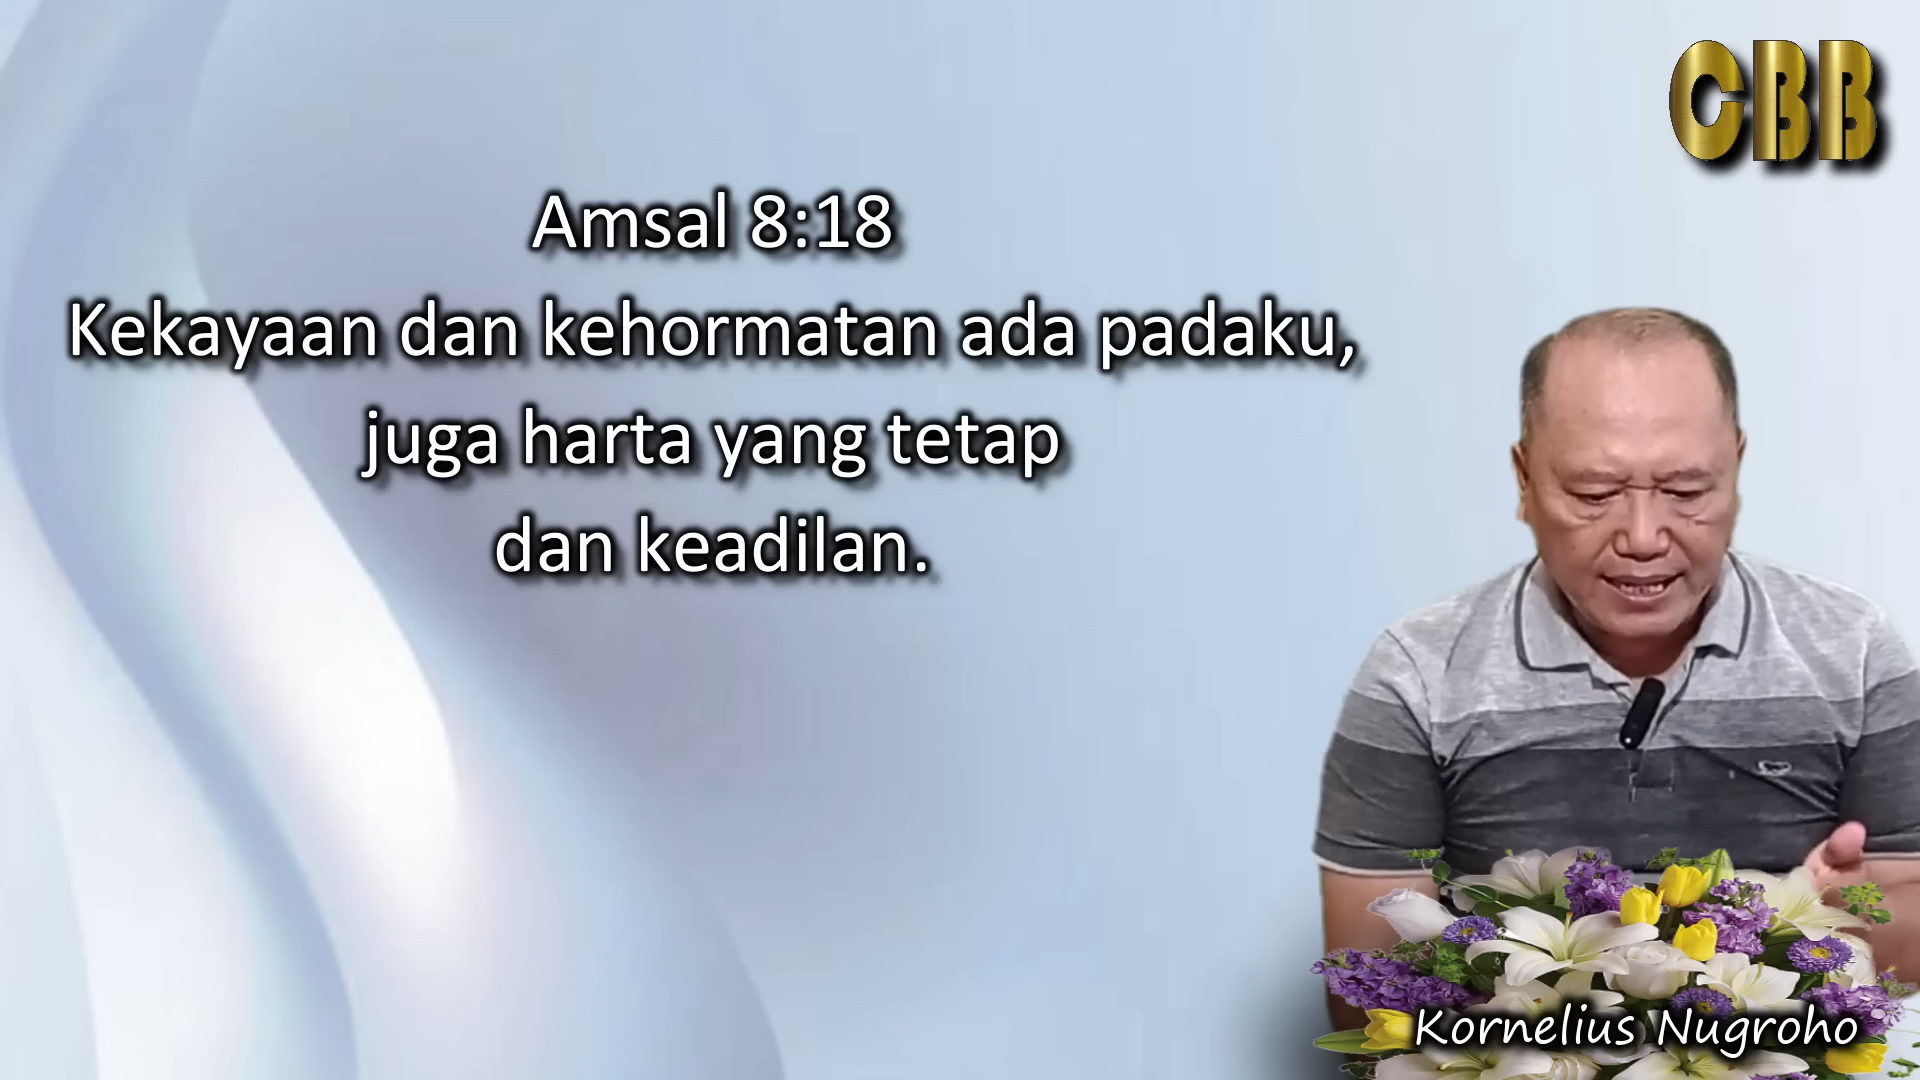 CBB
Amsal 8:18
Kekayaan dan kehormatan ada padaku,
juga harta yang tetap
dan keadilan.
Kornelius Nugroho